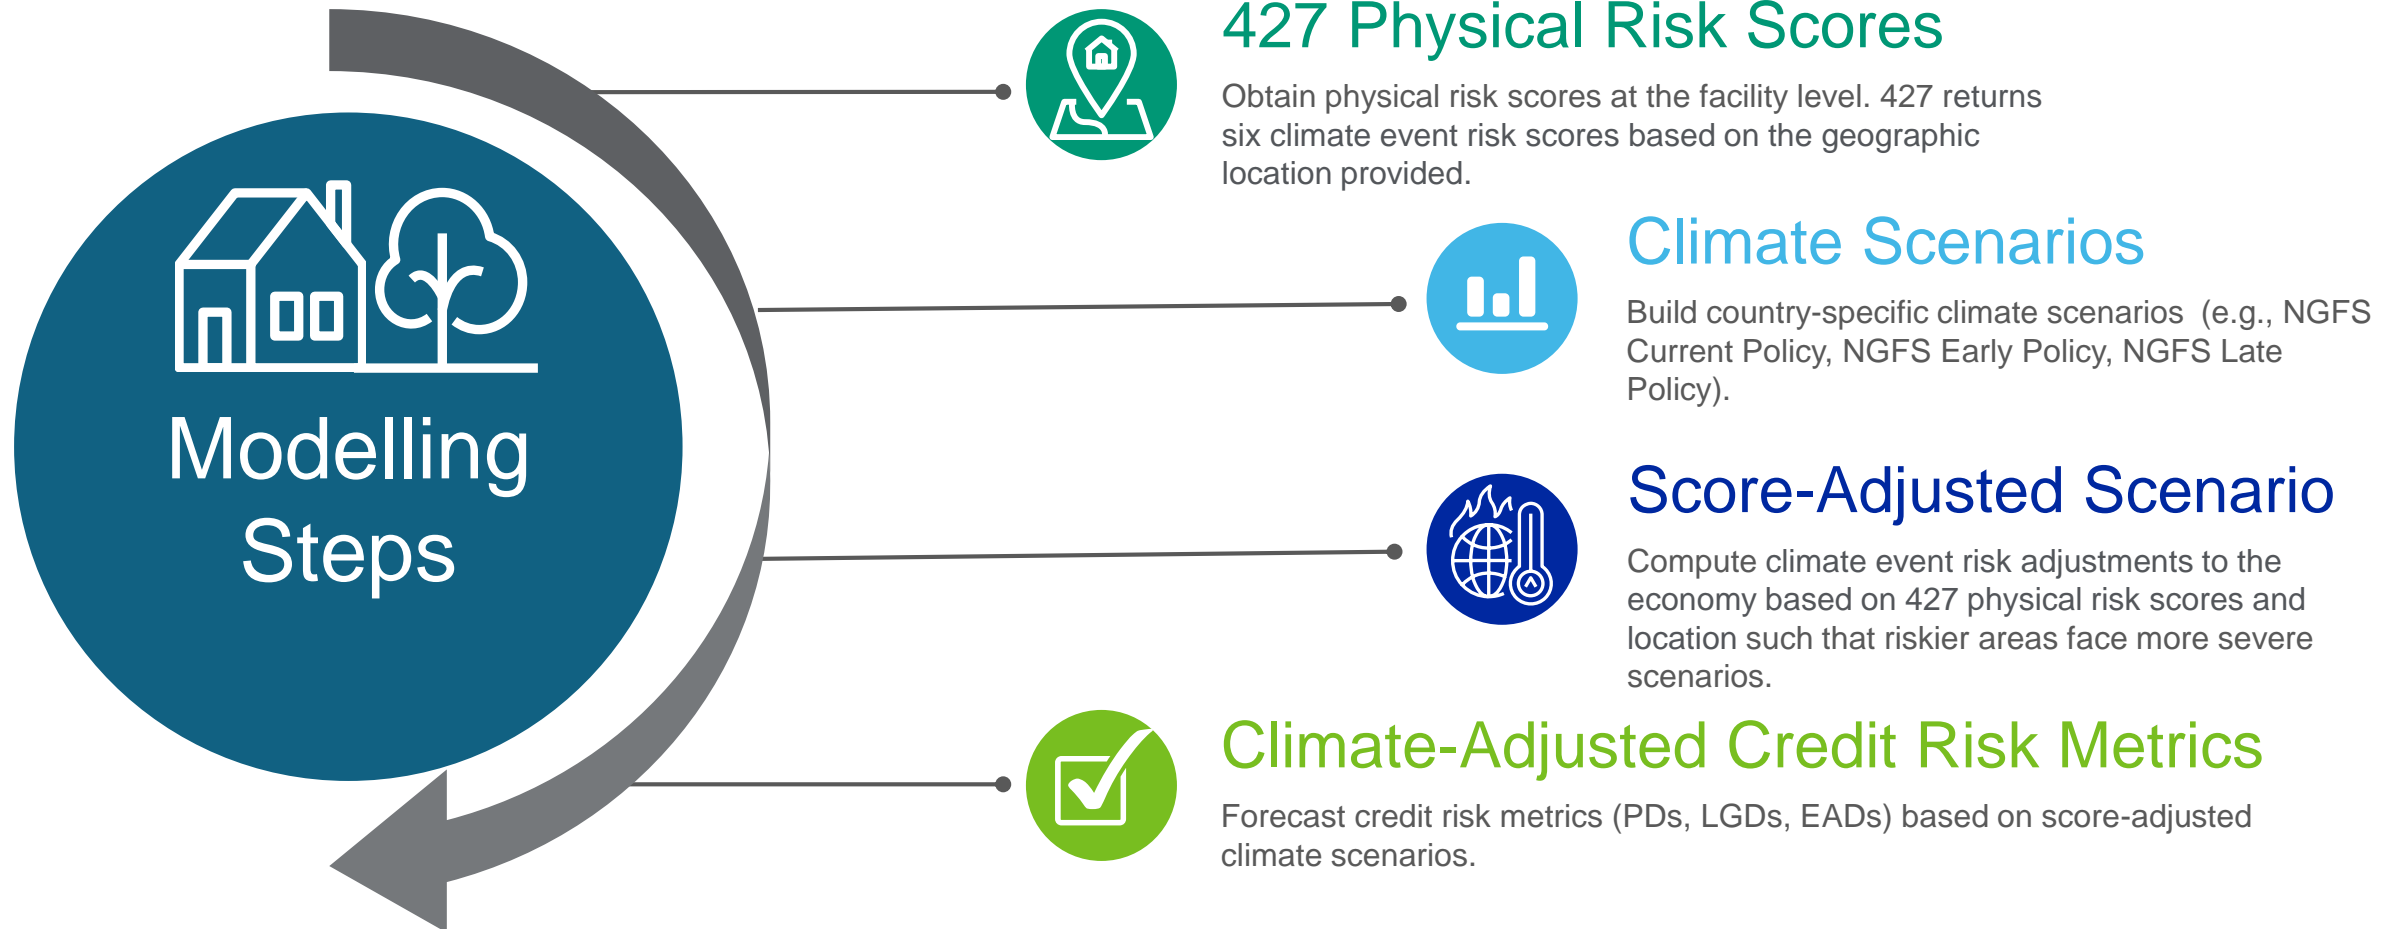 427 Physical Risk Scores
Obtain physical risk scores at the facility level. 427 returns
six climate event risk scores based on the geographic
location provided.
Climate Scenarios
Build country-specific climate scenarios  (e.g., NGFS
Current Policy, NGFS Early Policy, NGFS Late
Policy).
Modelling
Steps
Score-Adjusted Scenario
Compute climate event risk adjustments to the
economy based on 427 physical risk scores and
location such that riskier areas face more severe
scenarios.
Climate-Adjusted Credit Risk Metrics
Forecast credit risk metrics (PDs, LGDs, EADs) based on score-adjusted
climate scenarios.